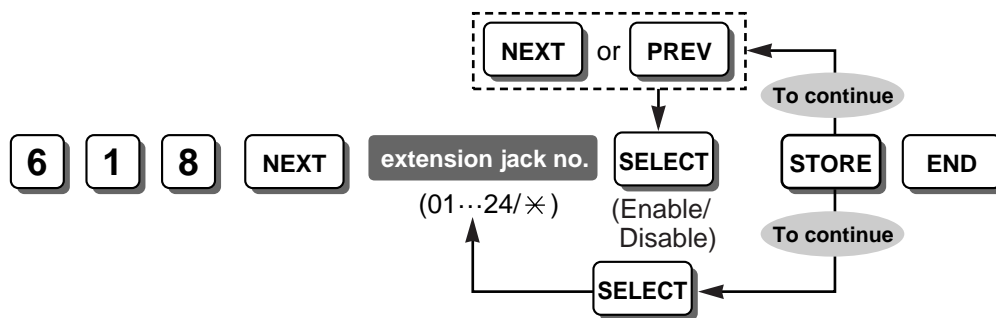 NEXT or PREV
To continue
6 1 8 NEXT extension jack no. SELECT STORE END
(01···24/✳)
(Enable/
Disable)
To continue
SELECT